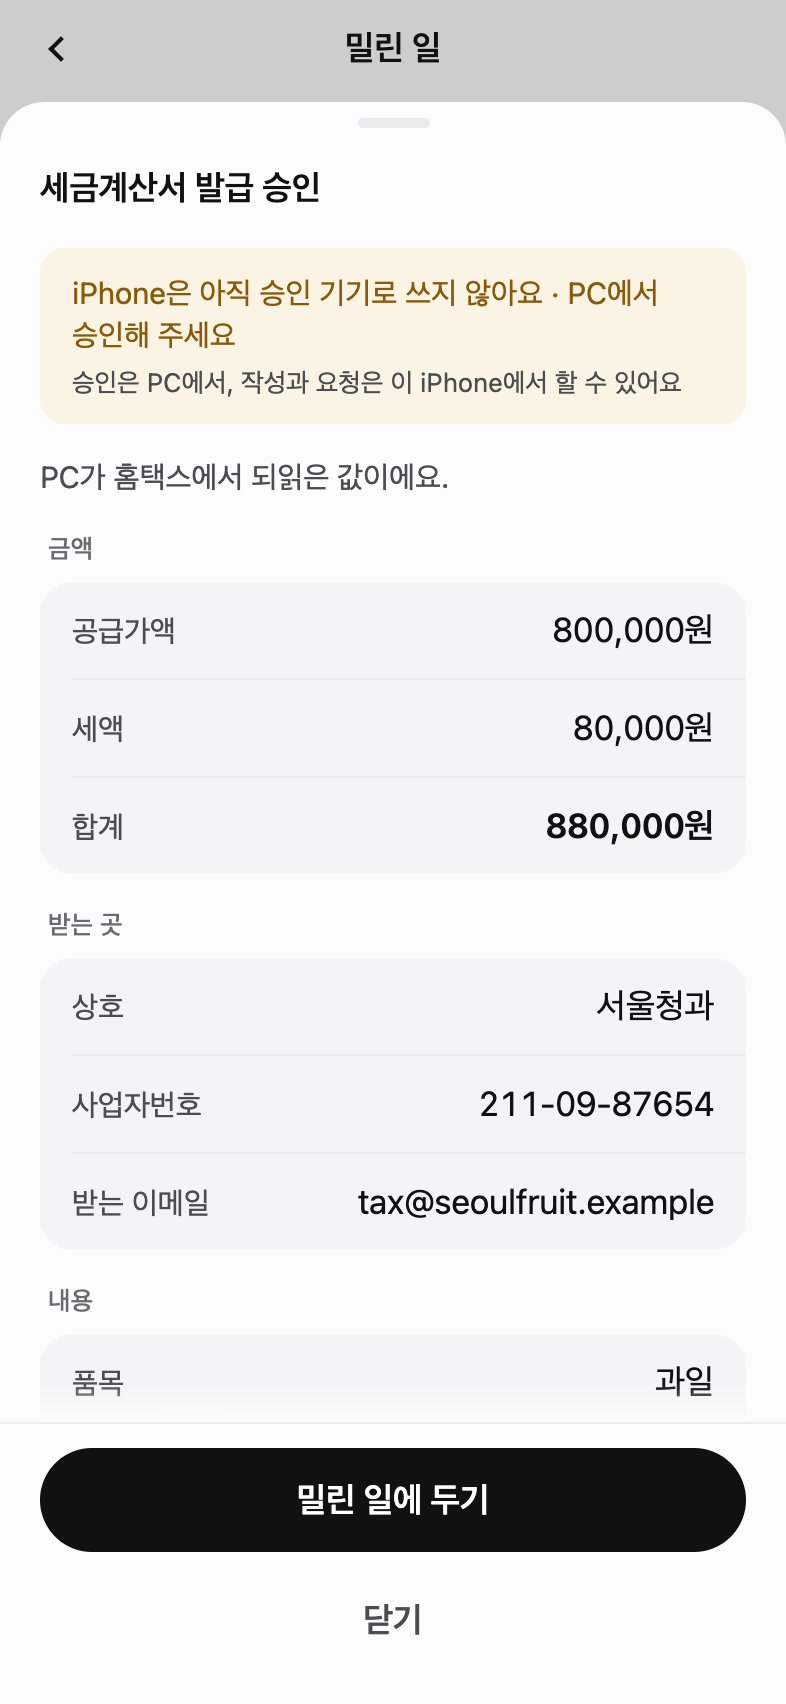 밀린 일
세금계산서 발급 승인
iPhone은 아직 승인 기기로 쓰지 않아요 · PC에서
승인해 주세요
승인은 PC에서, 작성과 요청은 이 iPhone에서 할 수 있어요
PC가 홈택스에서 되읽은 값이에요.
금액
공급가액 800,000원
세액 80,000원
합계 880,000원
받는 곳
상호 서울청과
사업자번호 211-09-87654
받는 이메일 tax@seoulfruit.example
내용
품목 과일
밀린 일에 두기
닫기